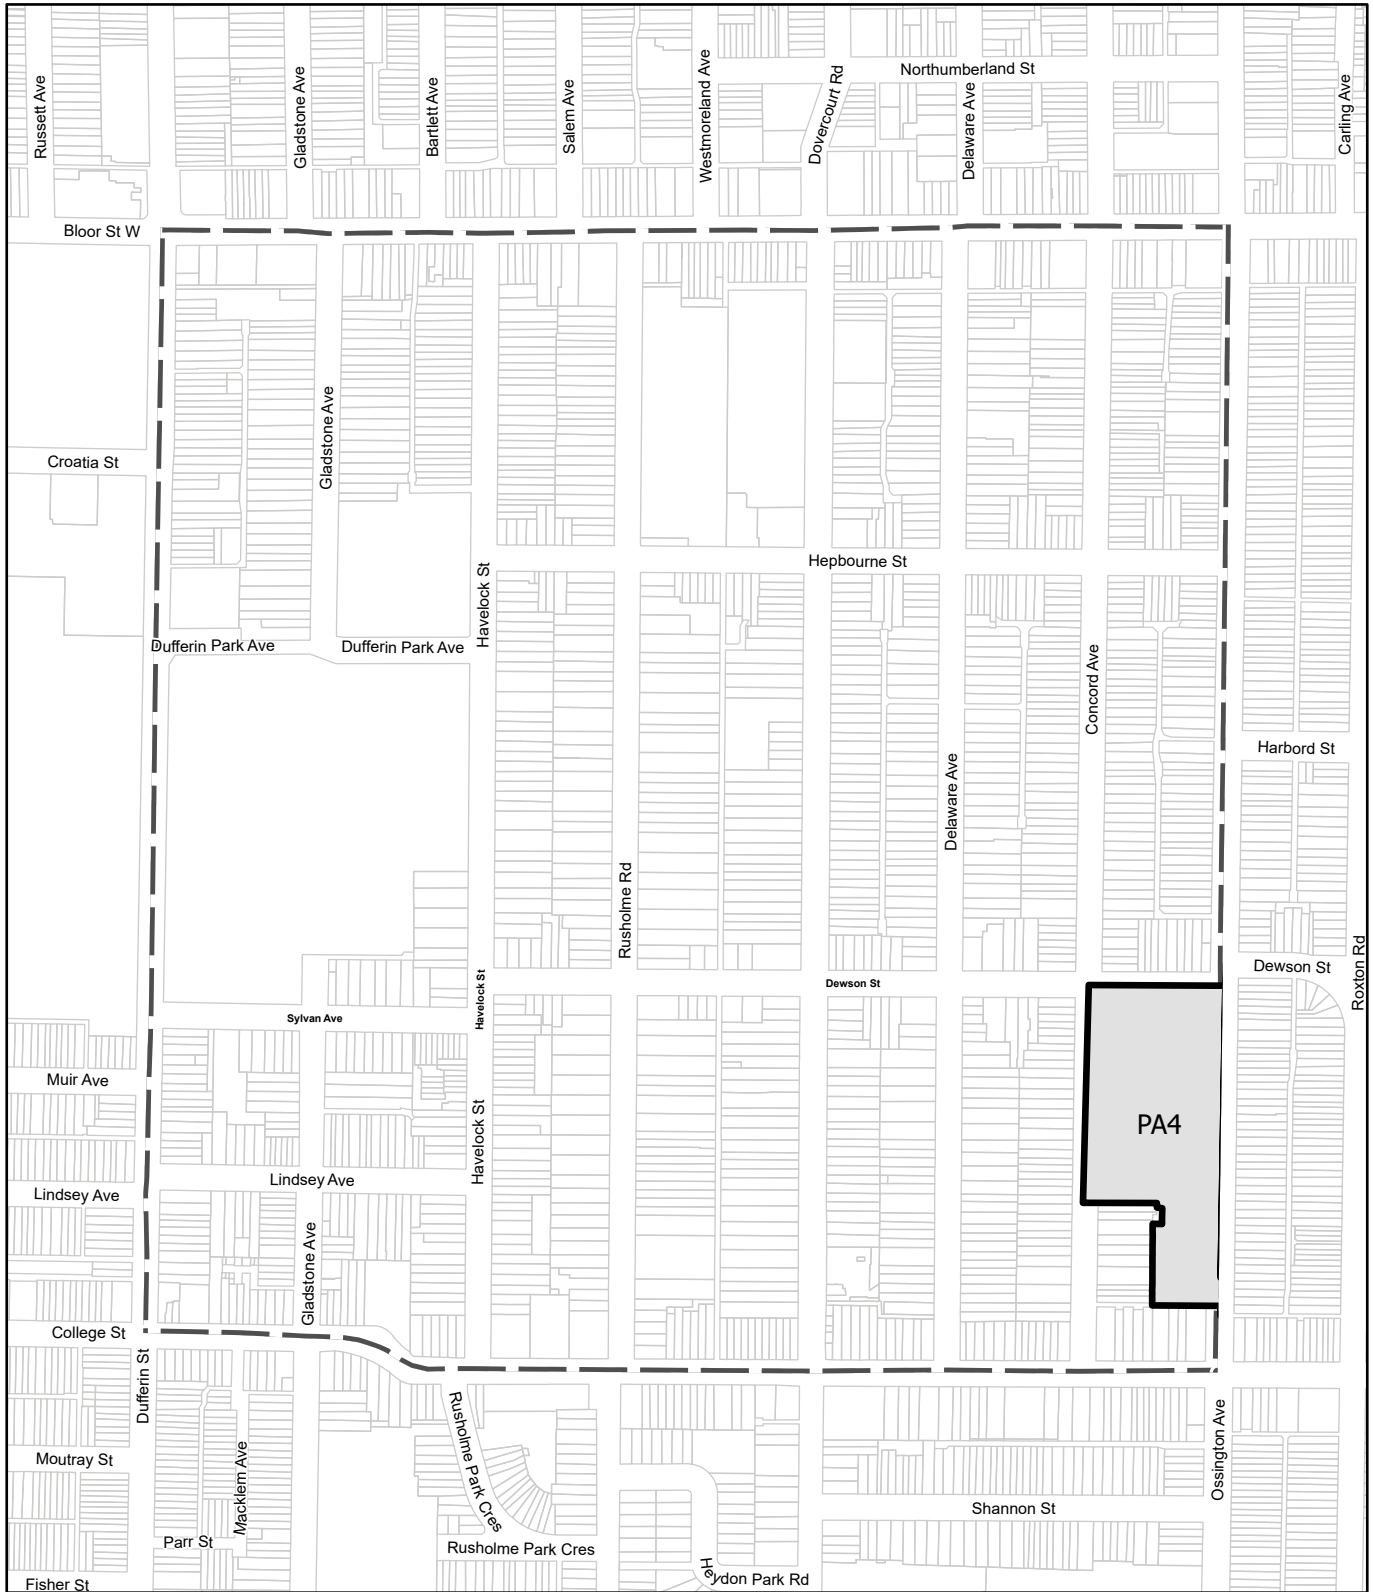 Northumberland St
Russett Ave
Gladstone Ave
Bartlett Ave
Salem Ave
Westmoreland Ave
Dovercourt Rd
Delaware Ave
Carling Ave
Bloor St W
Gladstone Ave
Croatia St
Hepbourne St
Havelock St
Dufferin Park Ave
Dufferin Park Ave
Concord Ave
Harbord St
Delaware Ave
Rusholme Rd
Dewson St
Roxton Rd
Dewson St
Havelock St
Sylvan Ave
Muir Ave
PA4
Havelock St
Lindsey Ave
Lindsey Ave
Gladstone Ave
College St
Dufferin St
Rusholme Park Cres
Ossington Ave
Moutray St
Macklem Ave
Shannon St
Parr St
Rusholme Park Cres
Heydon Park Rd
Fisher St